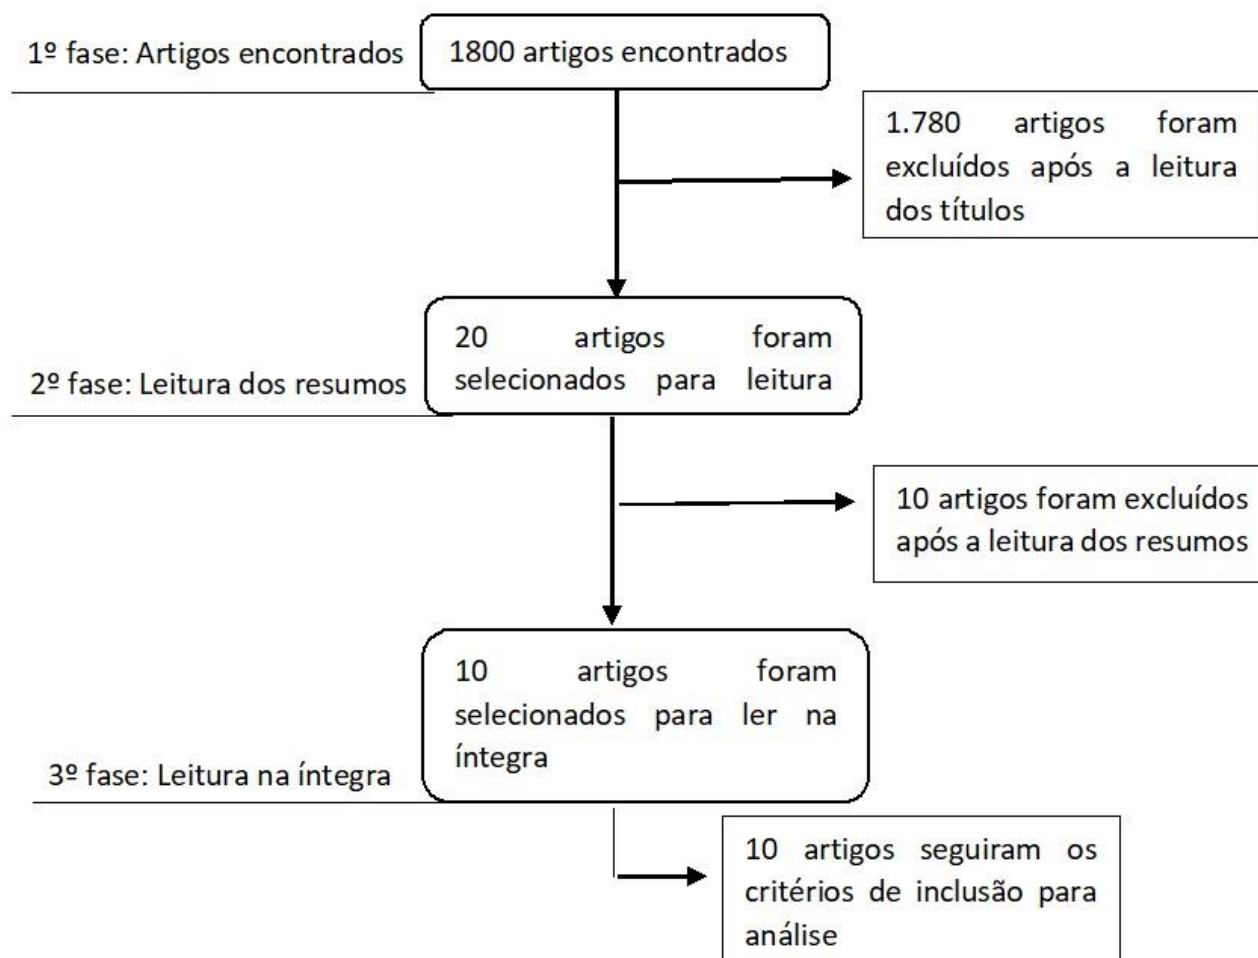 1º fase: Artigos encontrados
1800 artigos encontrados
1.780 artigos foram
excluídos após a leitura
dos títulos
2º fase: Leitura dos resumos
20 artigos foram
selecionados para leitura
10 artigos foram excluídos
após a leitura dos resumos
3º fase: Leitura na íntegra
10 artigos foram
selecionados para ler na
íntegra
10 artigos seguiram os
critérios de inclusão para
análise